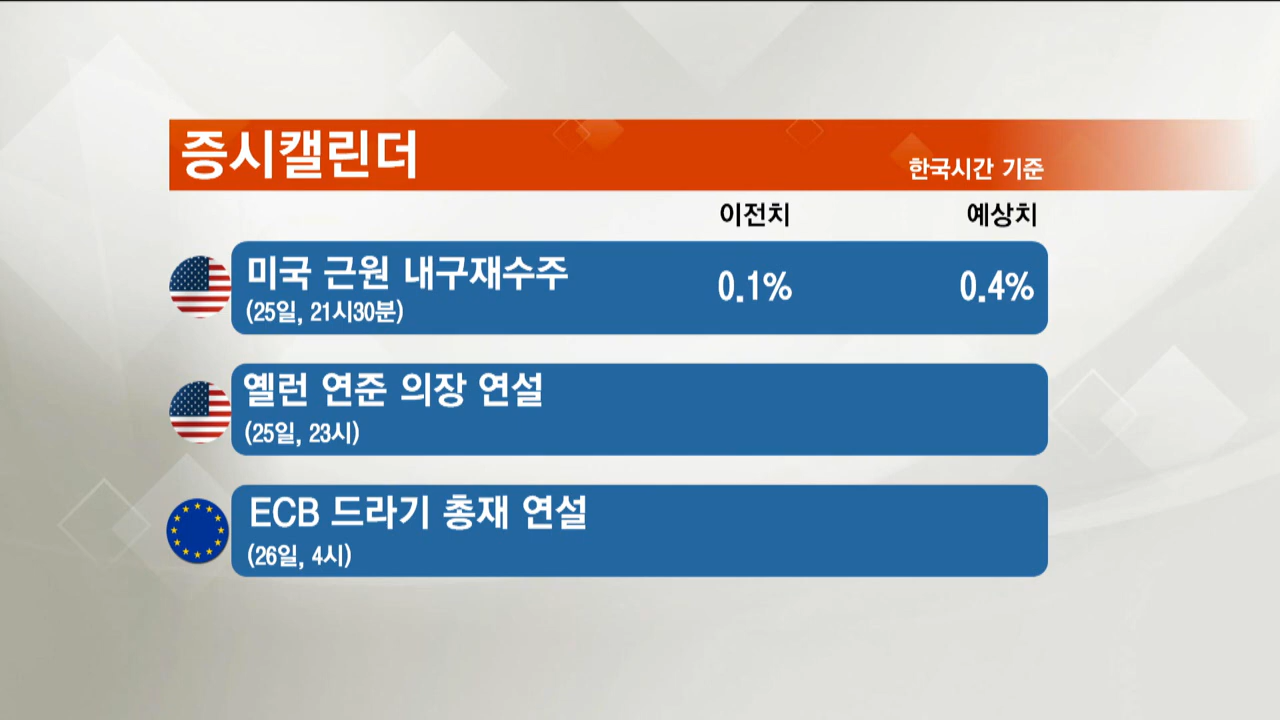 증시캘린더
한국시간 기준
이전치 예상치
미국 근원 내구재수주 0.1% 0.4%
(25일, 21시30분)
옐런 연준 의장 연설
(25일, 23시)
ECB 드라기 총재 연설
(26일, 4시)